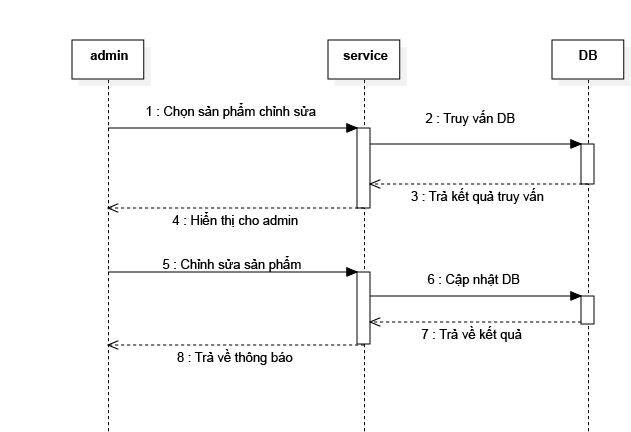 admin
service
DB
1 : Chọn sản phẩm chỉnh sửa
2 : Truy vấn DB
3 : Trả kết quả truy vấn
4 : Hiển thị cho admin
5 : Chỉnh sửa sản phẩm
6 : Cập nhật DB
7 : Trả về kết quả
8 : Trả về thông báo